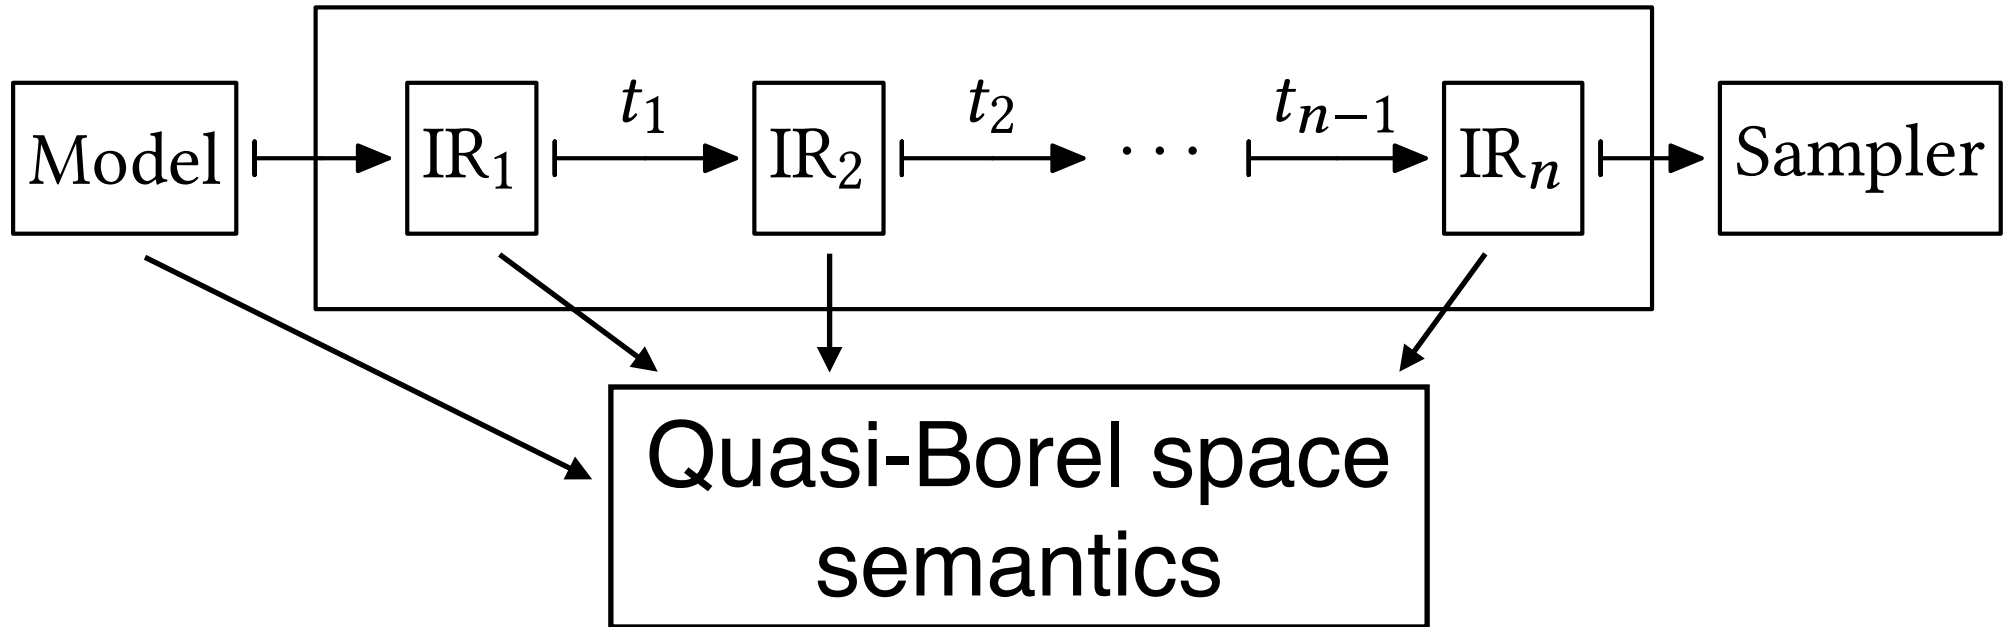 Model IR₁ t₁ IR₂ t₂ ··· tₙ₋₁ IRₙ Sampler
Quasi-Borel space
semantics